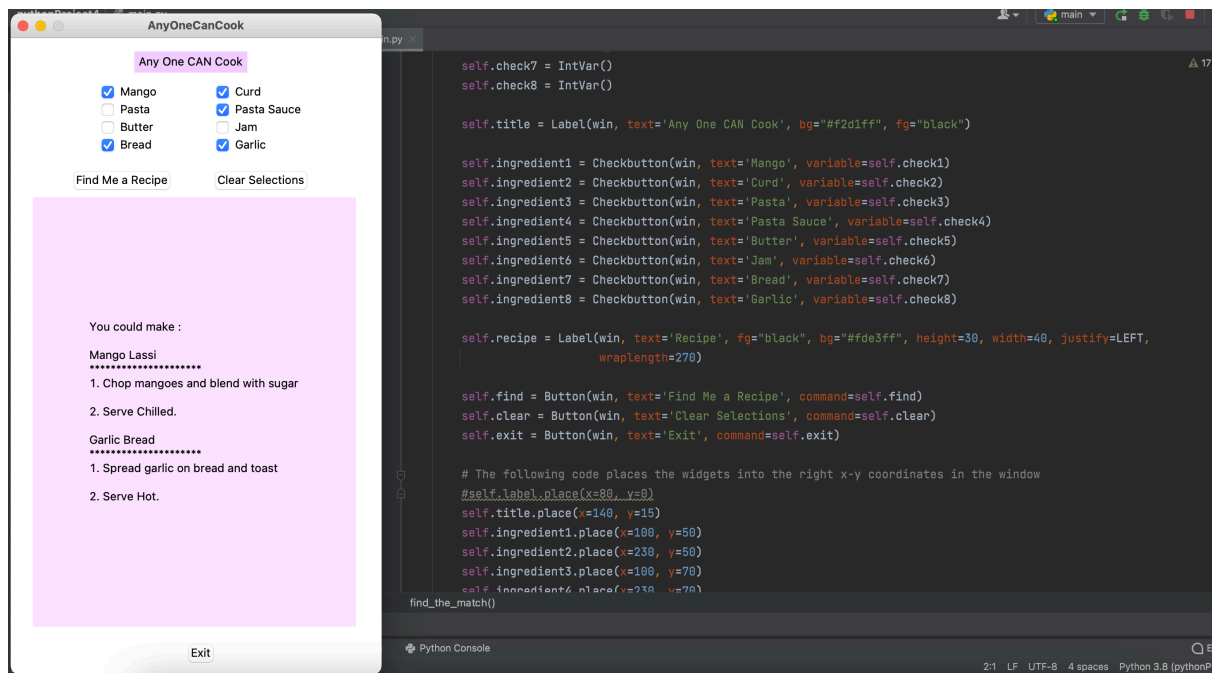 AnyOneCanCook
Any One CAN Cook
Mango
Curd
Pasta
Pasta Sauce
Butter
Jam
Bread
Garlic
Find Me a Recipe
Clear Selections
You could make :
Mango Lassi
*********************
1. Chop mangoes and blend with sugar
2. Serve Chilled.
Garlic Bread
*********************
1. Spread garlic on bread and toast
2. Serve Hot.
Exit
main
17
self.check7 = IntVar()
self.check8 = IntVar()
self.title = Label(win, text='Any One CAN Cook', bg="#f2d1ff", fg="black")
self.ingredient1 = Checkbutton(win, text='Mango', variable=self.check1)
self.ingredient2 = Checkbutton(win, text='Curd', variable=self.check2)
self.ingredient3 = Checkbutton(win, text='Pasta', variable=self.check3)
self.ingredient4 = Checkbutton(win, text='Pasta Sauce', variable=self.check4)
self.ingredient5 = Checkbutton(win, text='Butter', variable=self.check5)
self.ingredient6 = Checkbutton(win, text='Jam', variable=self.check6)
self.ingredient7 = Checkbutton(win, text='Bread', variable=self.check7)
self.ingredient8 = Checkbutton(win, text='Garlic', variable=self.check8)
self.recipe = Label(win, text='Recipe', fg="black", bg="#fde3ff", height=30, width=40, justify=LEFT,
wraplength=270)
self.find = Button(win, text='Find Me a Recipe', command=self.find)
self.clear = Button(win, text='Clear Selections', command=self.clear)
self.exit = Button(win, text='Exit', command=self.exit)
# The following code places the widgets into the right x-y coordinates in the window
#self.label.place(x=80, y=0)
self.title.place(x=140, y=15)
self.ingredient1.place(x=100, y=50)
self.ingredient2.place(x=230, y=50)
self.ingredient3.place(x=100, y=70)
self.ingredient4.place(x=230, y=70)
find_the_match()
Python Console
2:1 LF UTF-8 4 spaces Python 3.8 (pythonP